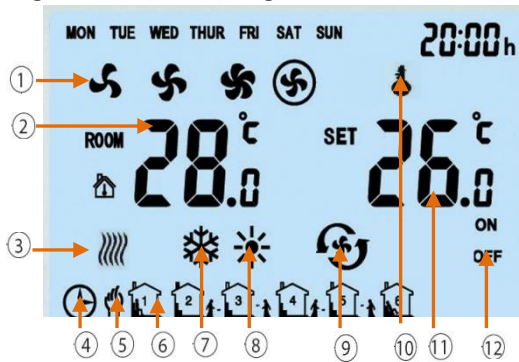 MON TUE WED THUR FRI SAT SUN 20:00h
①
② ROOM 28.0 °C SET 26.0 °C
③ ON
OFF
1 2 3 4 5 6
④ ⑤ ⑥ ⑦ ⑧ ⑨ ⑩ ⑪ ⑫